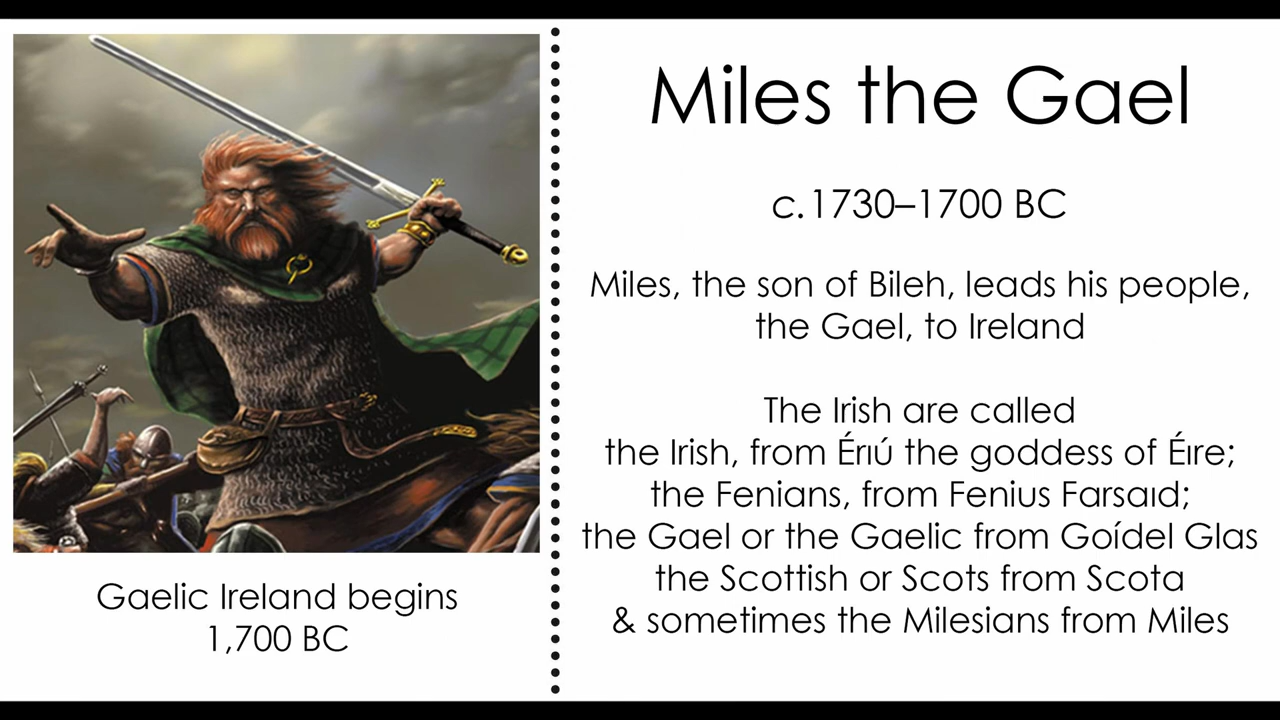 Miles the Gael
c.1730–1700 BC
Miles, the son of Bileh, leads his people,
the Gael, to Ireland
The Irish are called
the Irish, from Érıú the goddess of Éıre;
the Fenians, from Fenius Farsaıd;
the Gael or the Gaelic from Goídel Glas
the Scottish or Scots from Scota
& sometimes the Milesians from Miles
Gaelic Ireland begins
1,700 BC